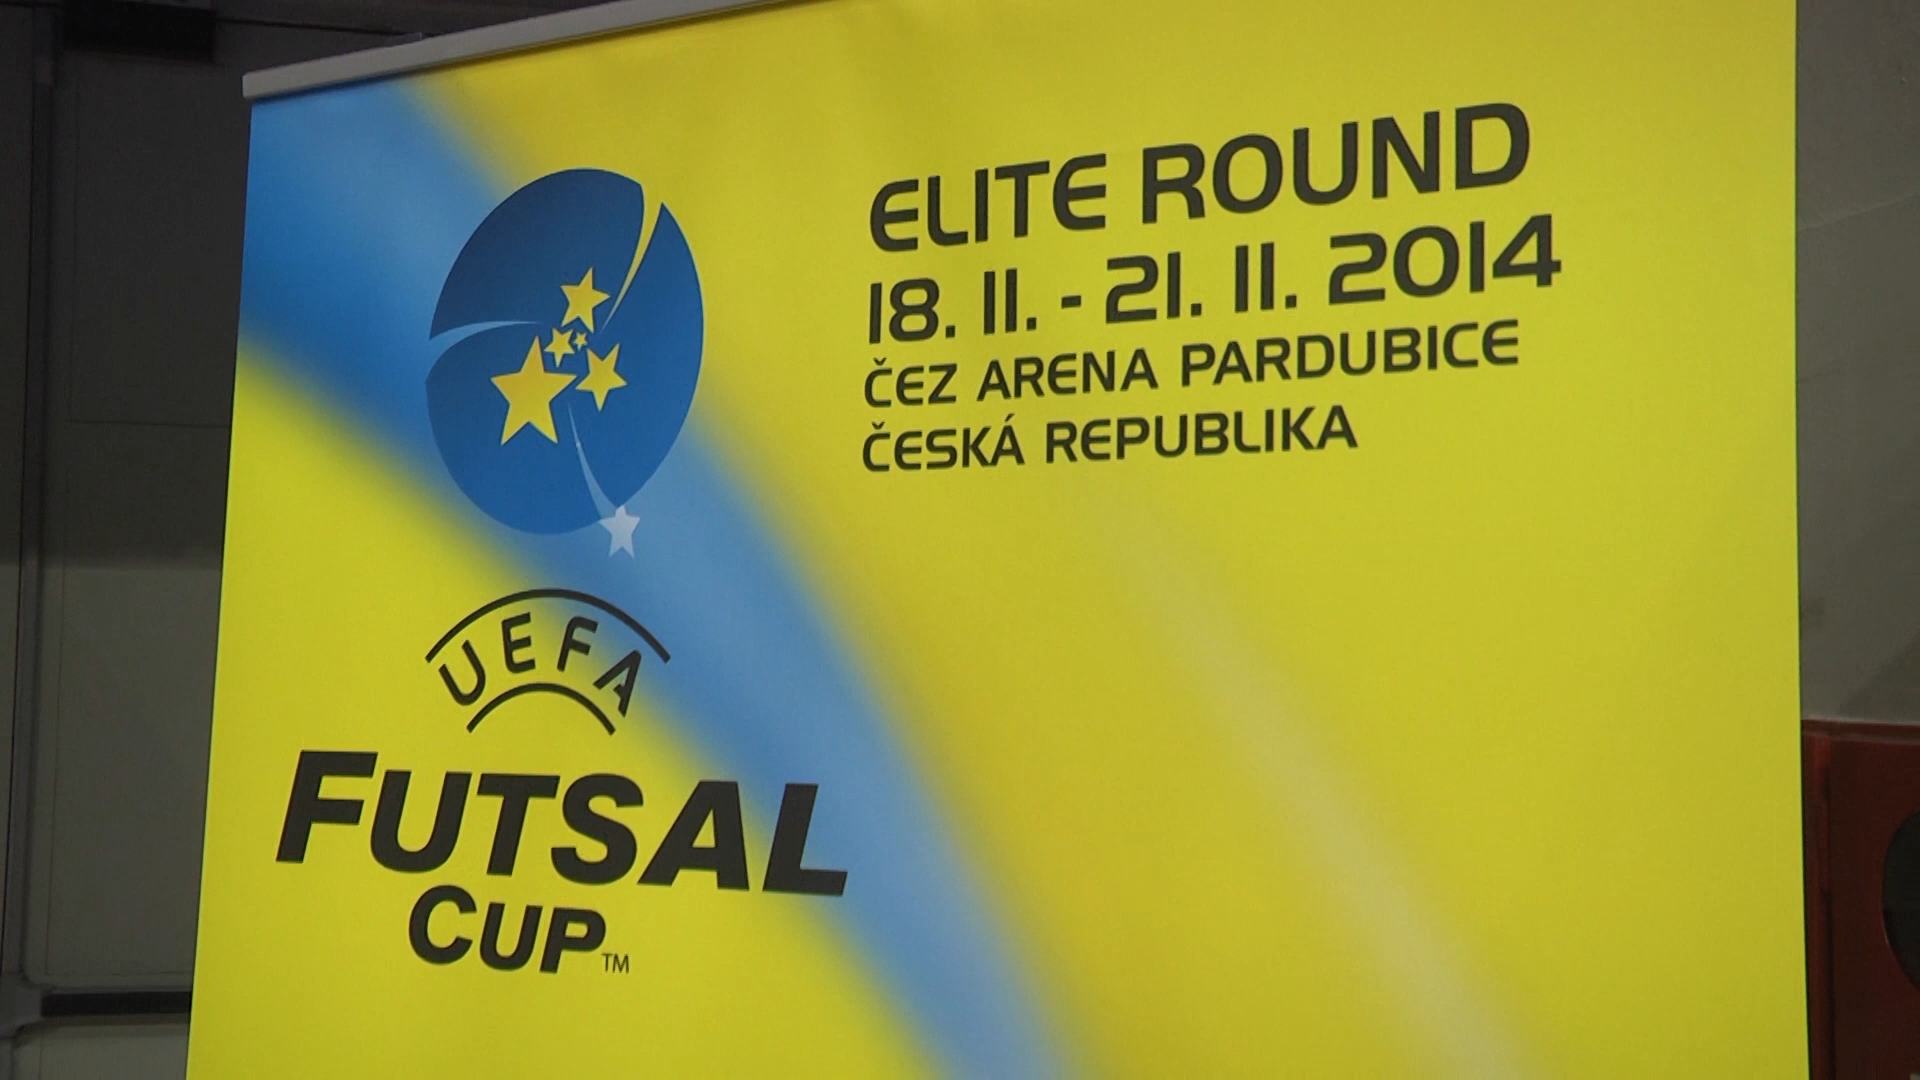 ELITE ROUND
18. 11. - 21. 11. 2014
ČEZ ARENA PARDUBICE
ČESKÁ REPUBLIKA
UEFA
FUTSAL
CUP™